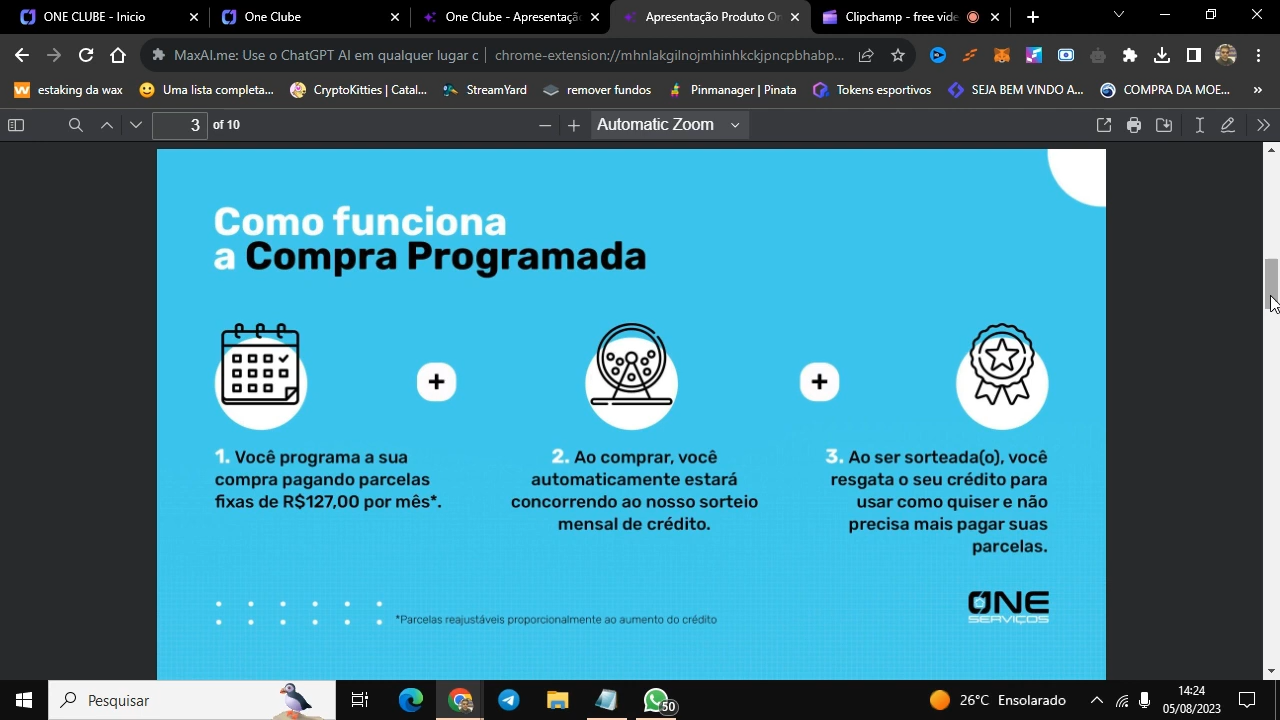 ONE CLUBE - Inicio
One Clube
One Clube - Apresentaçã
Apresentação Produto On
Clipchamp - free vide
MaxAI.me: Use o ChatGPT AI em qualquer lugar c
chrome-extension://mhnlakgilnojmhinhkckjpncpbhabp...
estaking da wax
Uma lista completa...
CryptoKitties | Catal...
StreamYard
remover fundos
Pinmanager | Pinata
Tokens esportivos
SEJA BEM VINDO A...
COMPRA DA MOE...
3 of 10
Automatic Zoom
Como funciona
a Compra Programada
+
+
1. Você programa a sua
compra pagando parcelas
fixas de R$127,00 por mês*.
2. Ao comprar, você
automaticamente estará
concorrendo ao nosso sorteio
mensal de crédito.
3. Ao ser sorteada(o), você
resgata o seu crédito para
usar como quiser e não
precisa mais pagar suas
parcelas.
*Parcelas reajustáveis proporcionalmente ao aumento do crédito
ONE
SERVIÇOS
Pesquisar
50
26°C Ensolarado
14:24
05/08/2023